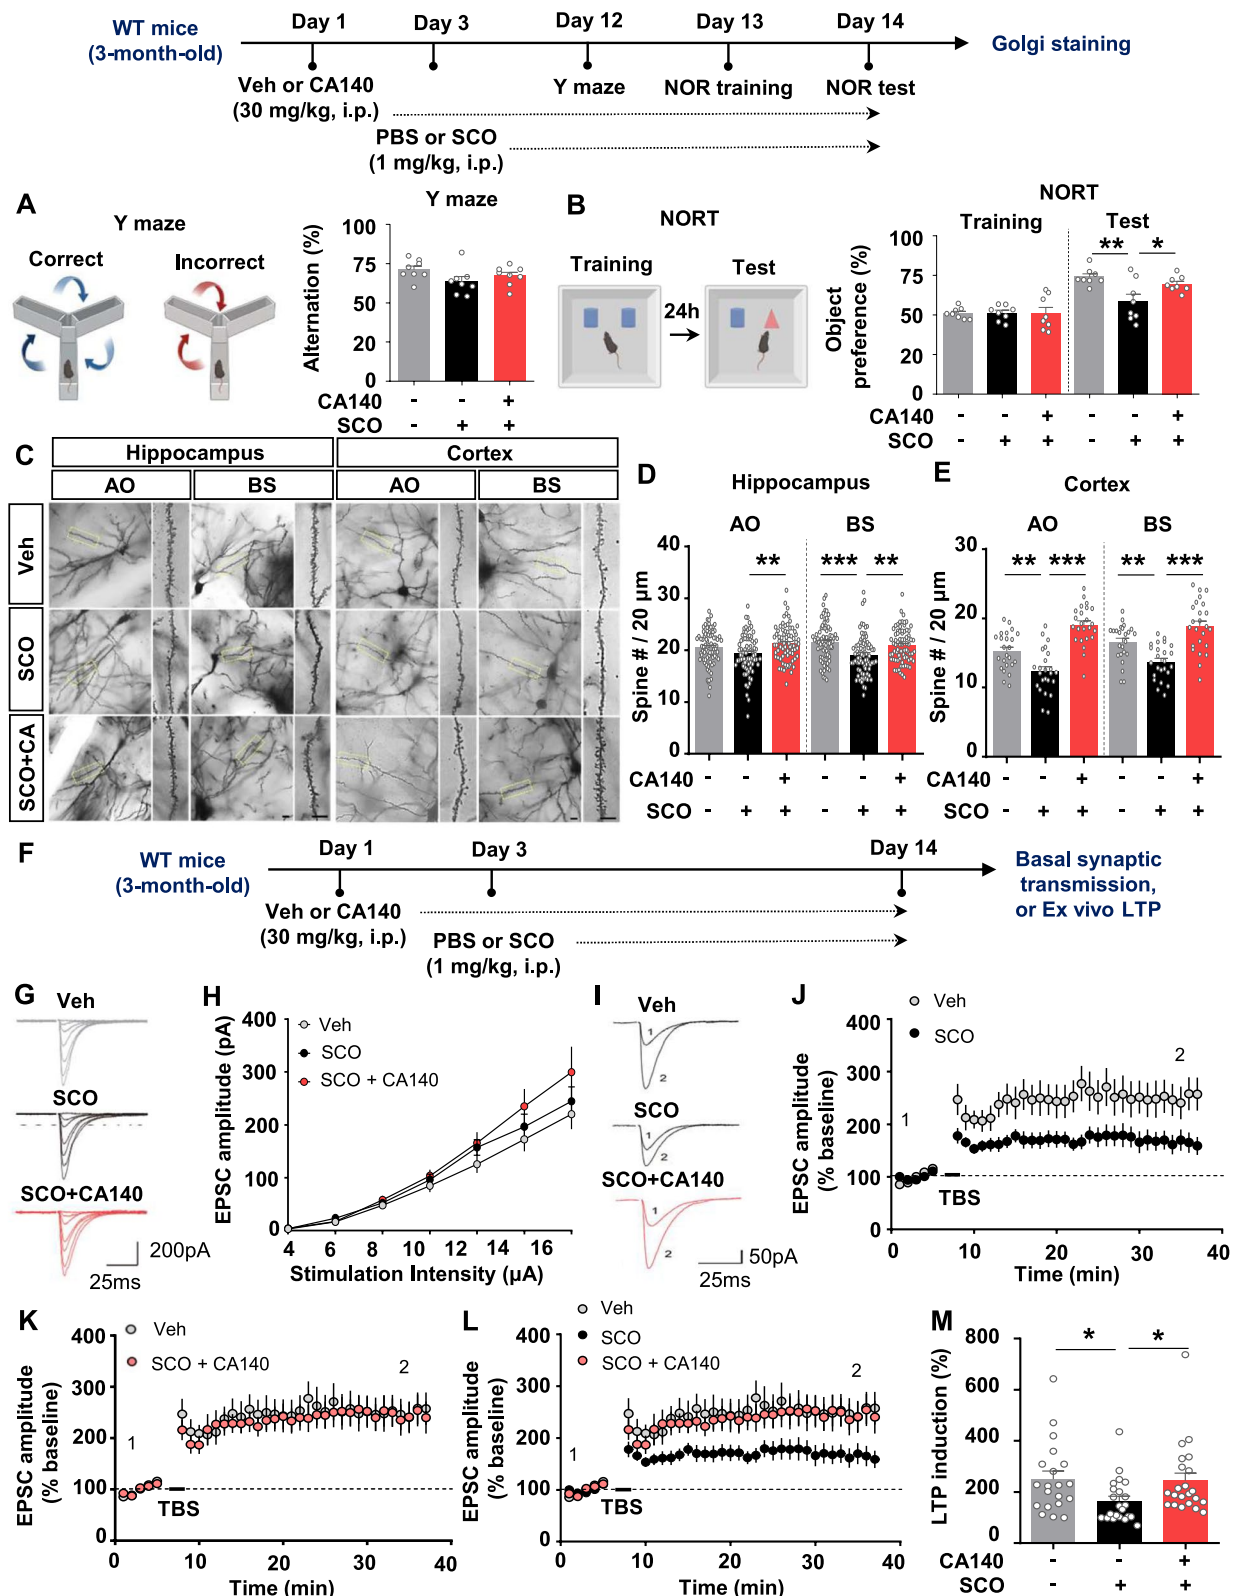 Day 1
Day 3
Day 12
Day 13
Day 14
WT mice
(3-month-old)
Golgi staining
Veh or CA140
(30 mg/kg, i.p.)
Y maze
NOR training
NOR test
PBS or SCO
(1 mg/kg, i.p.)
A
Y maze
Correct
Incorrect
Y maze
Alternation (%)
100
75
50
25
0
CA140 - - +
SCO - + +
B
NORT
Training
Test
24h
NORT
Training
Test
** *
Object
preference (%)
100
75
50
20
0
CA140 - - + - - +
SCO - + + - + +
C
Hippocampus
Cortex
AO
BS
AO
BS
Veh
SCO
SCO+CA
D
Hippocampus
AO
BS
** *** **
Spine # / 20 µm
40
30
20
10
0
CA140 - - + - - +
SCO - + + - + +
E
Cortex
AO
BS
** *** ** ***
Spine # / 20 µm
30
20
10
0
CA140 - - + - - +
SCO - + + - + +
F
WT mice
(3-month-old)
Day 1
Day 3
Day 14
Basal synaptic
transmission,
or Ex vivo LTP
Veh or CA140
(30 mg/kg, i.p.)
PBS or SCO
(1 mg/kg, i.p.)
G
Veh
SCO
SCO+CA140
200pA
25ms
H
EPSC amplitude (pA)
400
300
200
100
0
Veh
SCO
SCO + CA140
4 6 8 10 12 14 16
Stimulation Intensity (µA)
I
Veh
1
2
SCO
1
2
SCO+CA140
1
2
50pA
25ms
J
Veh
SCO
EPSC amplitude
(% baseline)
400
300
200
100
0
1
2
TBS
0 10 20 30 40
Time (min)
K
Veh
SCO + CA140
EPSC amplitude
(% baseline)
400
300
200
100
0
1
2
TBS
0 10 20 30 40
Time (min)
L
Veh
SCO
SCO + CA140
EPSC amplitude
(% baseline)
400
300
200
100
0
1
2
TBS
0 10 20 30 40
Time (min)
M
* *
LTP induction (%)
800
600
400
200
0
CA140 - - +
SCO - + +